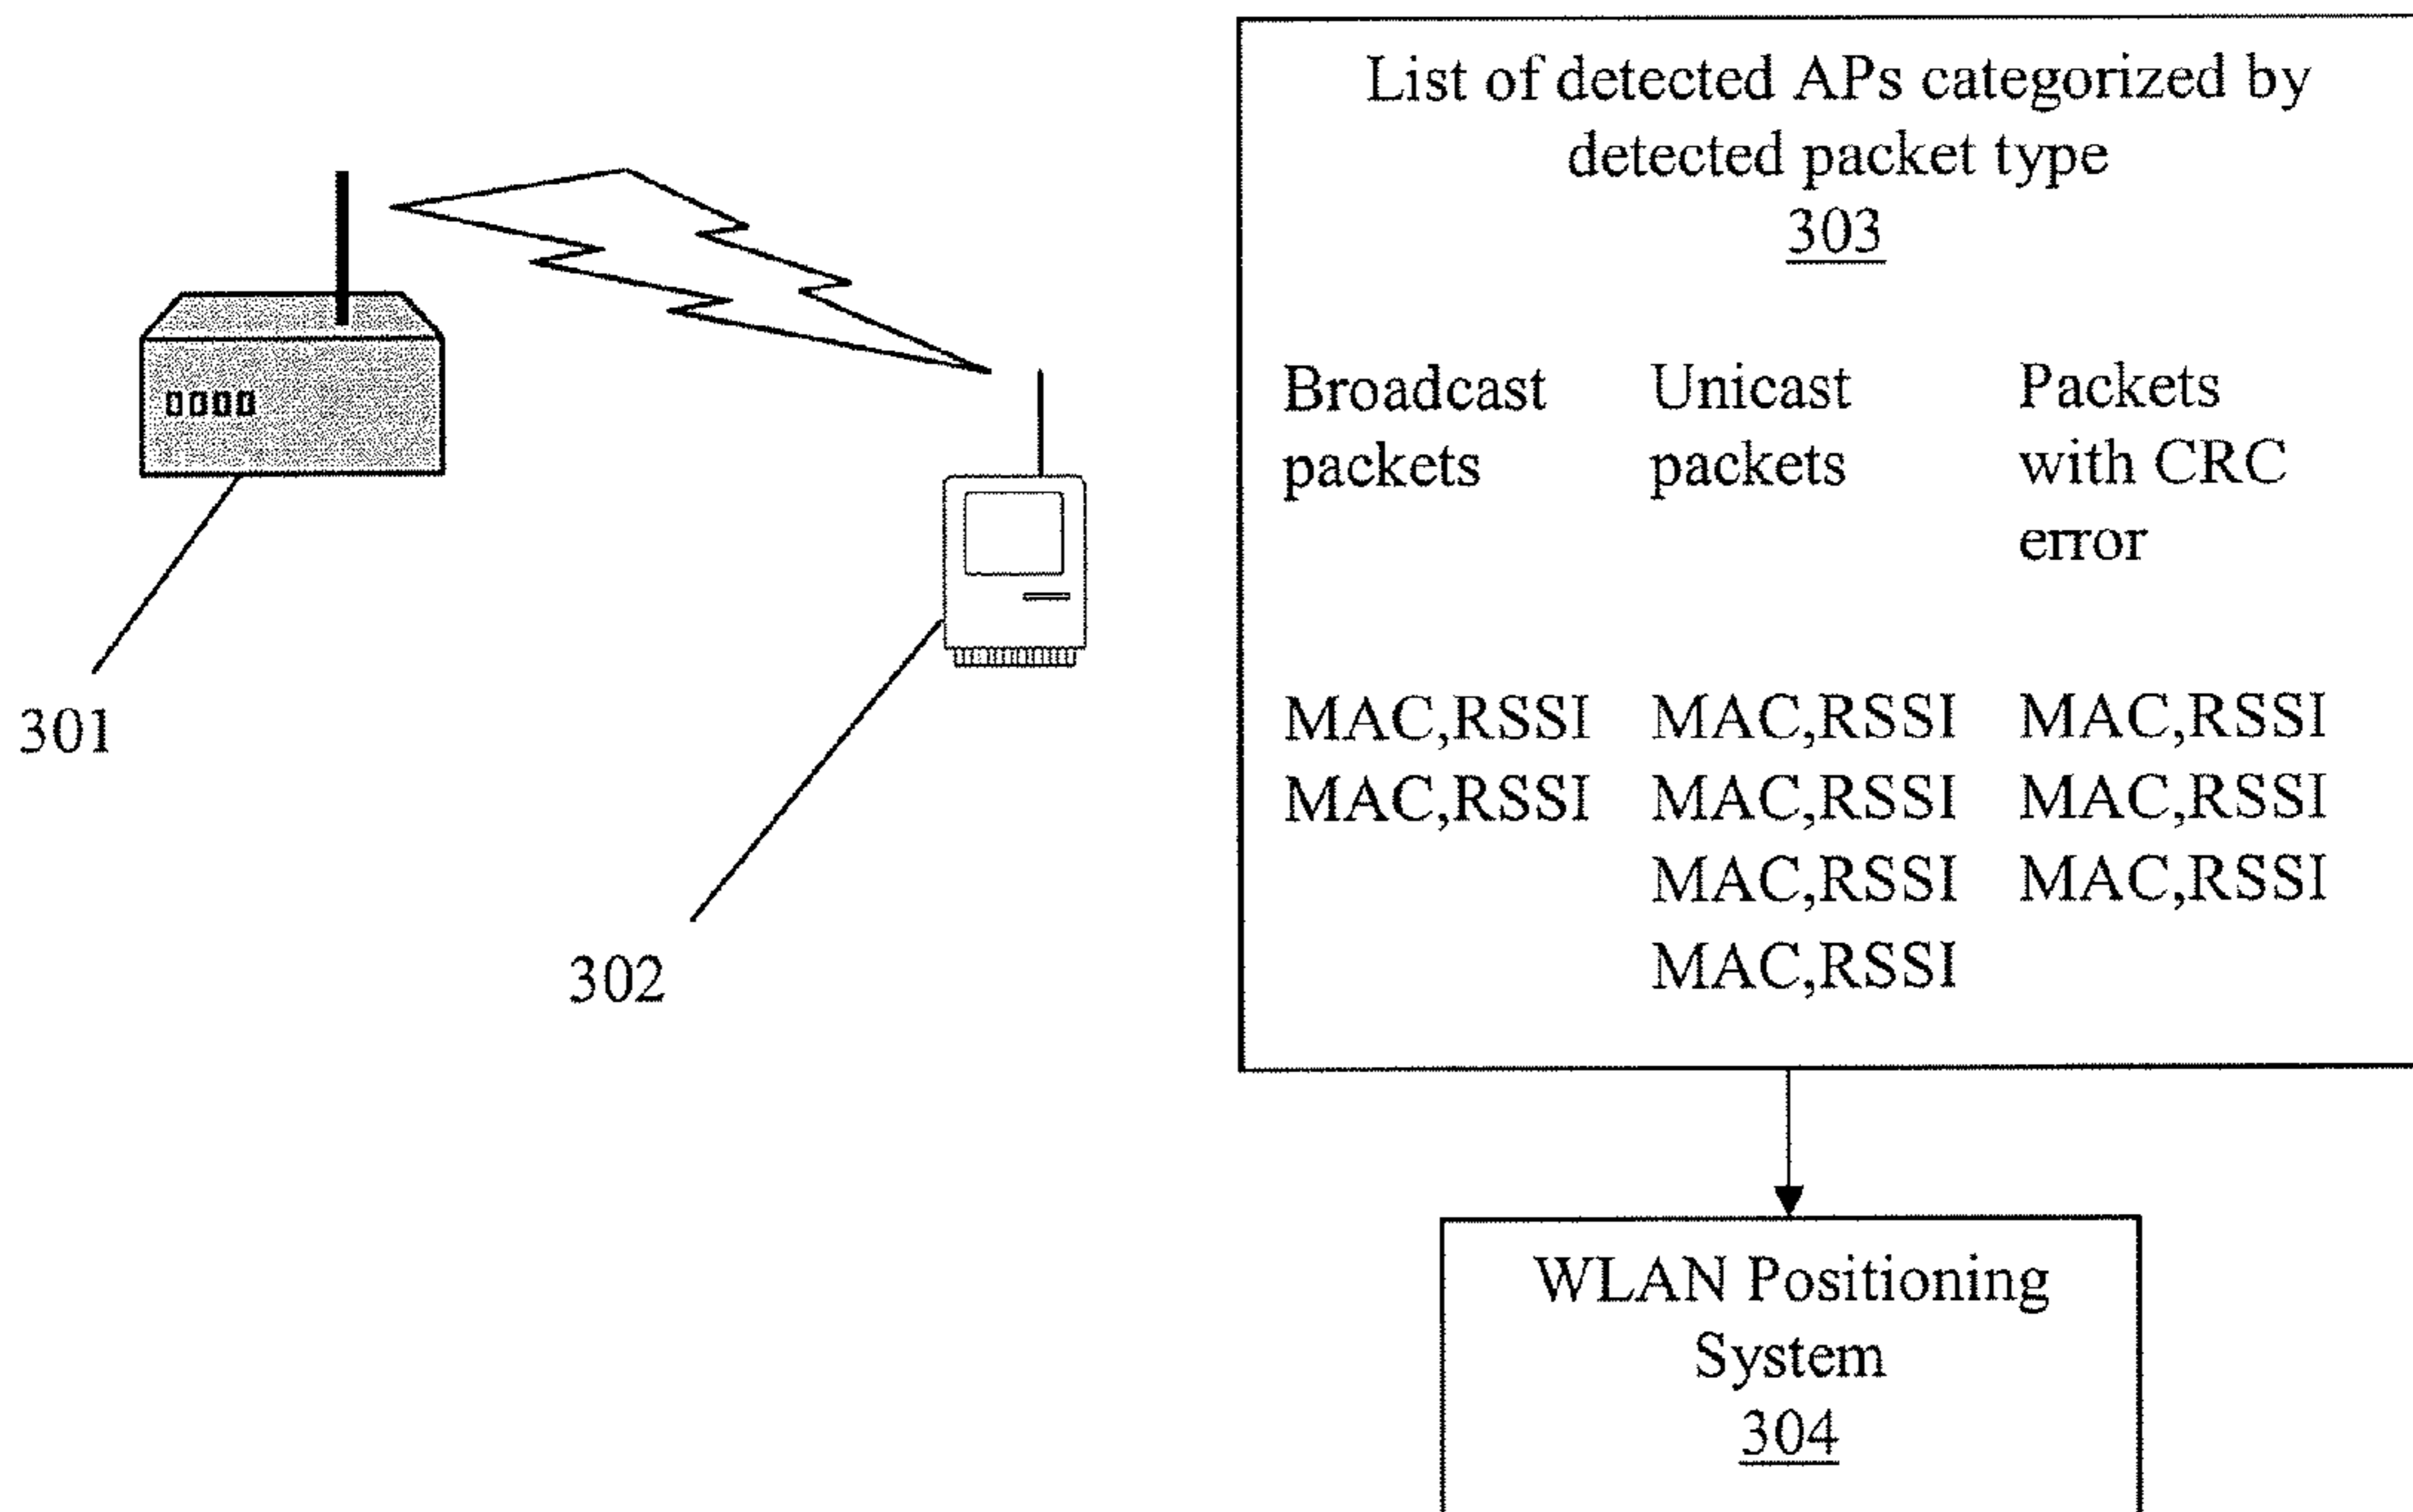 List of detected APs categorized by
detected packet type
303
Broadcast Unicast Packets
packets packets with CRC
error
MAC,RSSI MAC,RSSI MAC,RSSI
MAC,RSSI MAC,RSSI MAC,RSSI
MAC,RSSI MAC,RSSI
MAC,RSSI
301
302
WLAN Positioning
System
304